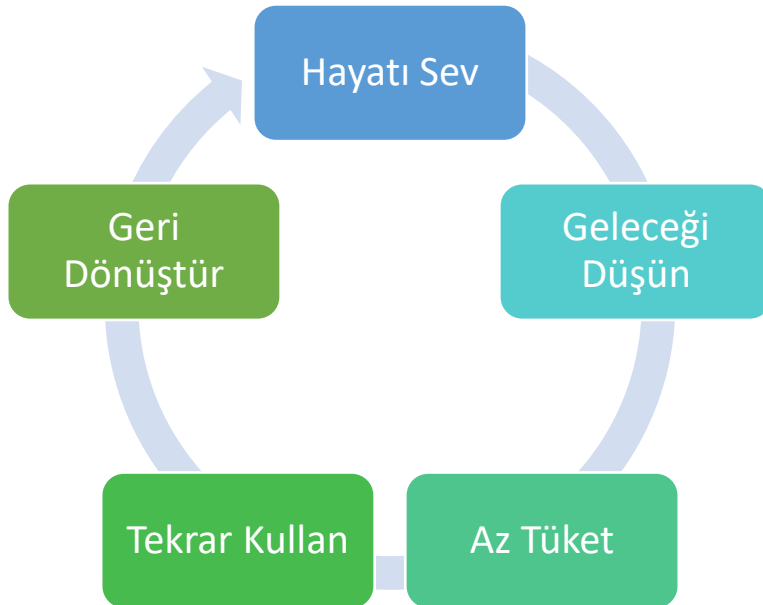 Hayatı Sev
Geleceği
Düşün
Az Tüket
Tekrar Kullan
Geri
Dönüştür